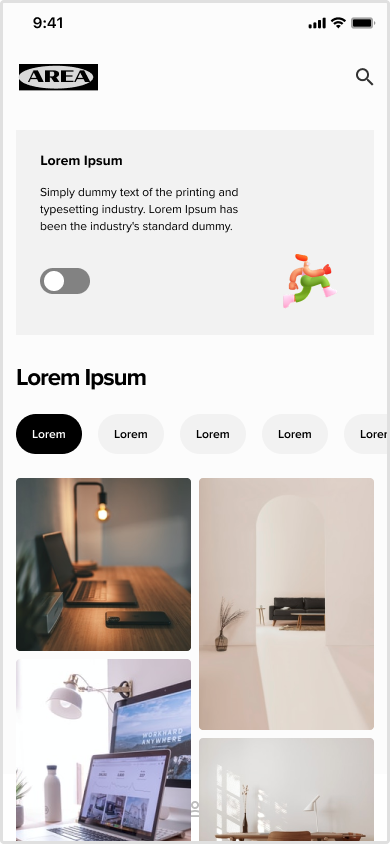 9:41
AREA
Lorem Ipsum
Simply dummy text of the printing and
typesetting industry. Lorem Ipsum has
been the industry's standard dummy.
Lorem Ipsum
Lorem
Lorem
Lorem
Lorem
Lorem
WORKHARD
ANYWHERE